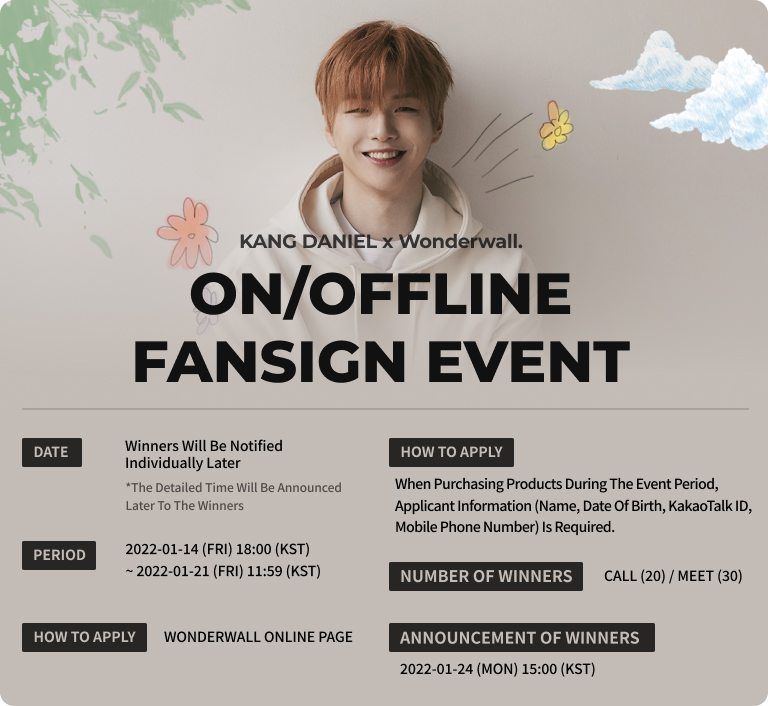 KANG DANIEL x Wonderwall.
ON/OFFLINE
FANSIGN EVENT
DATE
Winners Will Be Notified
Individually Later
*The Detailed Time Will Be Announced
Later To The Winners
PERIOD
2022-01-14 (FRI) 18:00 (KST)
~ 2022-01-21 (FRI) 11:59 (KST)
HOW TO APPLY
WONDERWALL ONLINE PAGE
HOW TO APPLY
When Purchasing Products During The Event Period,
Applicant Information (Name, Date Of Birth, KakaoTalk ID,
Mobile Phone Number) Is Required.
NUMBER OF WINNERS
CALL (20) / MEET (30)
ANNOUNCEMENT OF WINNERS
2022-01-24 (MON) 15:00 (KST)